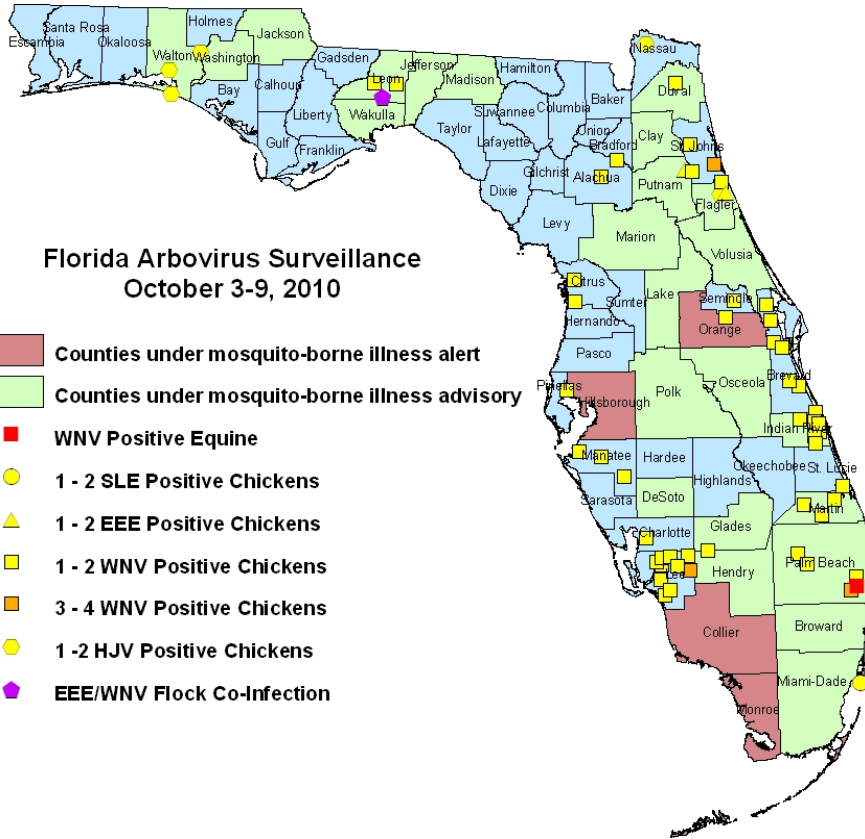 Holmes
Santa Rosa
Escambia
Okaloosa
Walton
Washington
Jackson
Gadsden
Leon
Jefferson
Madison
Hamilton
Nassau
Bay
Calhoun
Liberty
Wakulla
Taylor
Suwannee
Columbia
Baker
Duval
Gulf
Franklin
Lafayette
Union
Bradford
Clay
St. Johns
Dixie
Gilchrist
Alachua
Putnam
Flagler
Levy
Marion
Volusia
Florida Arbovirus Surveillance
October 3-9, 2010
Citrus
Sumter
Lake
Seminole
Hernando
Orange
Pasco
Counties under mosquito-borne illness alert
Counties under mosquito-borne illness advisory
Pinellas
Hillsborough
Polk
Osceola
Brevard
Indian River
WNV Positive Equine
1 - 2 SLE Positive Chickens
1 - 2 EEE Positive Chickens
1 - 2 WNV Positive Chickens
3 - 4 WNV Positive Chickens
1 -2 HJV Positive Chickens
EEE/WNV Flock Co-Infection
Manatee
Hardee
Highlands
Okeechobee
St. Lucie
Sarasota
DeSoto
Martin
Charlotte
Glades
Lee
Hendry
Palm Beach
Collier
Broward
Monroe
Miami-Dade